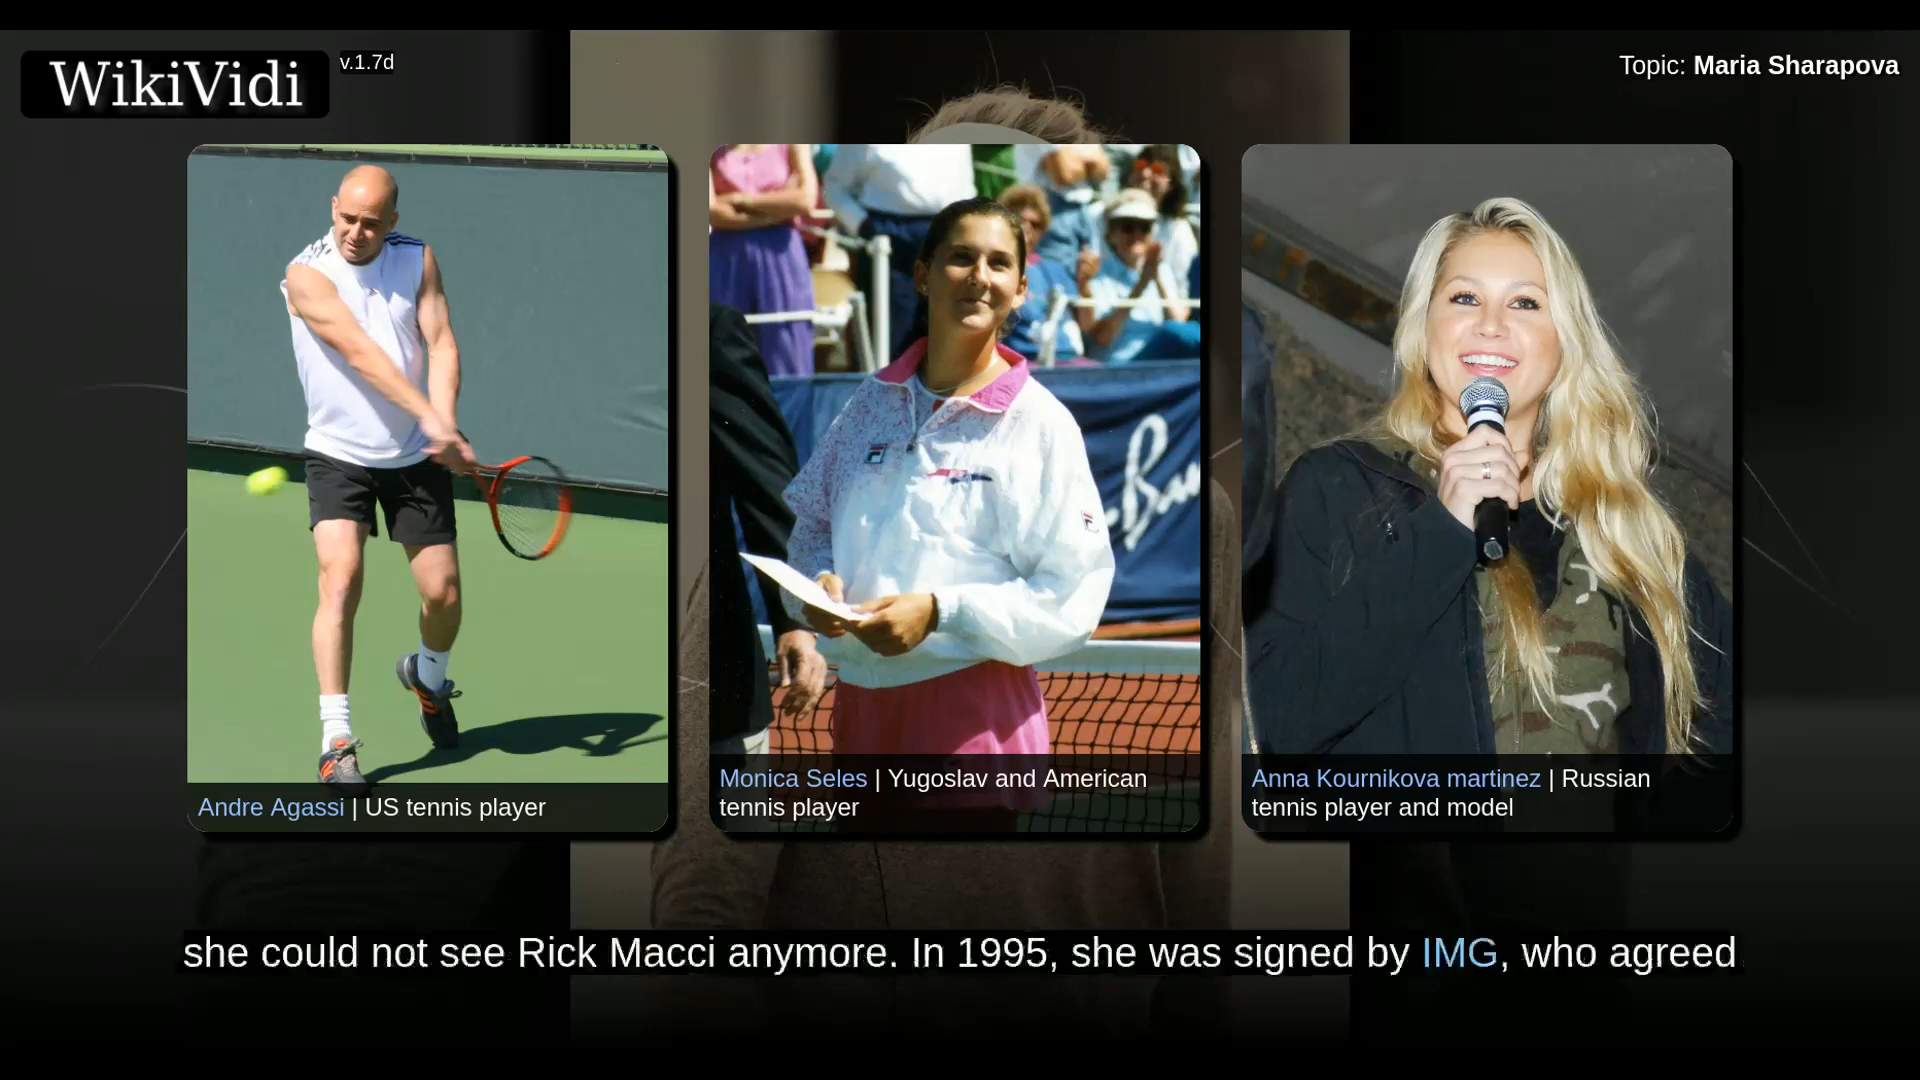 WikiVidi
v.1.7d
Topic: Maria Sharapova
Andre Agassi | US tennis player
Monica Seles | Yugoslav and American
tennis player
Anna Kournikova martinez | Russian
tennis player and model
she could not see Rick Macci anymore. In 1995, she was signed by IMG, who agreed